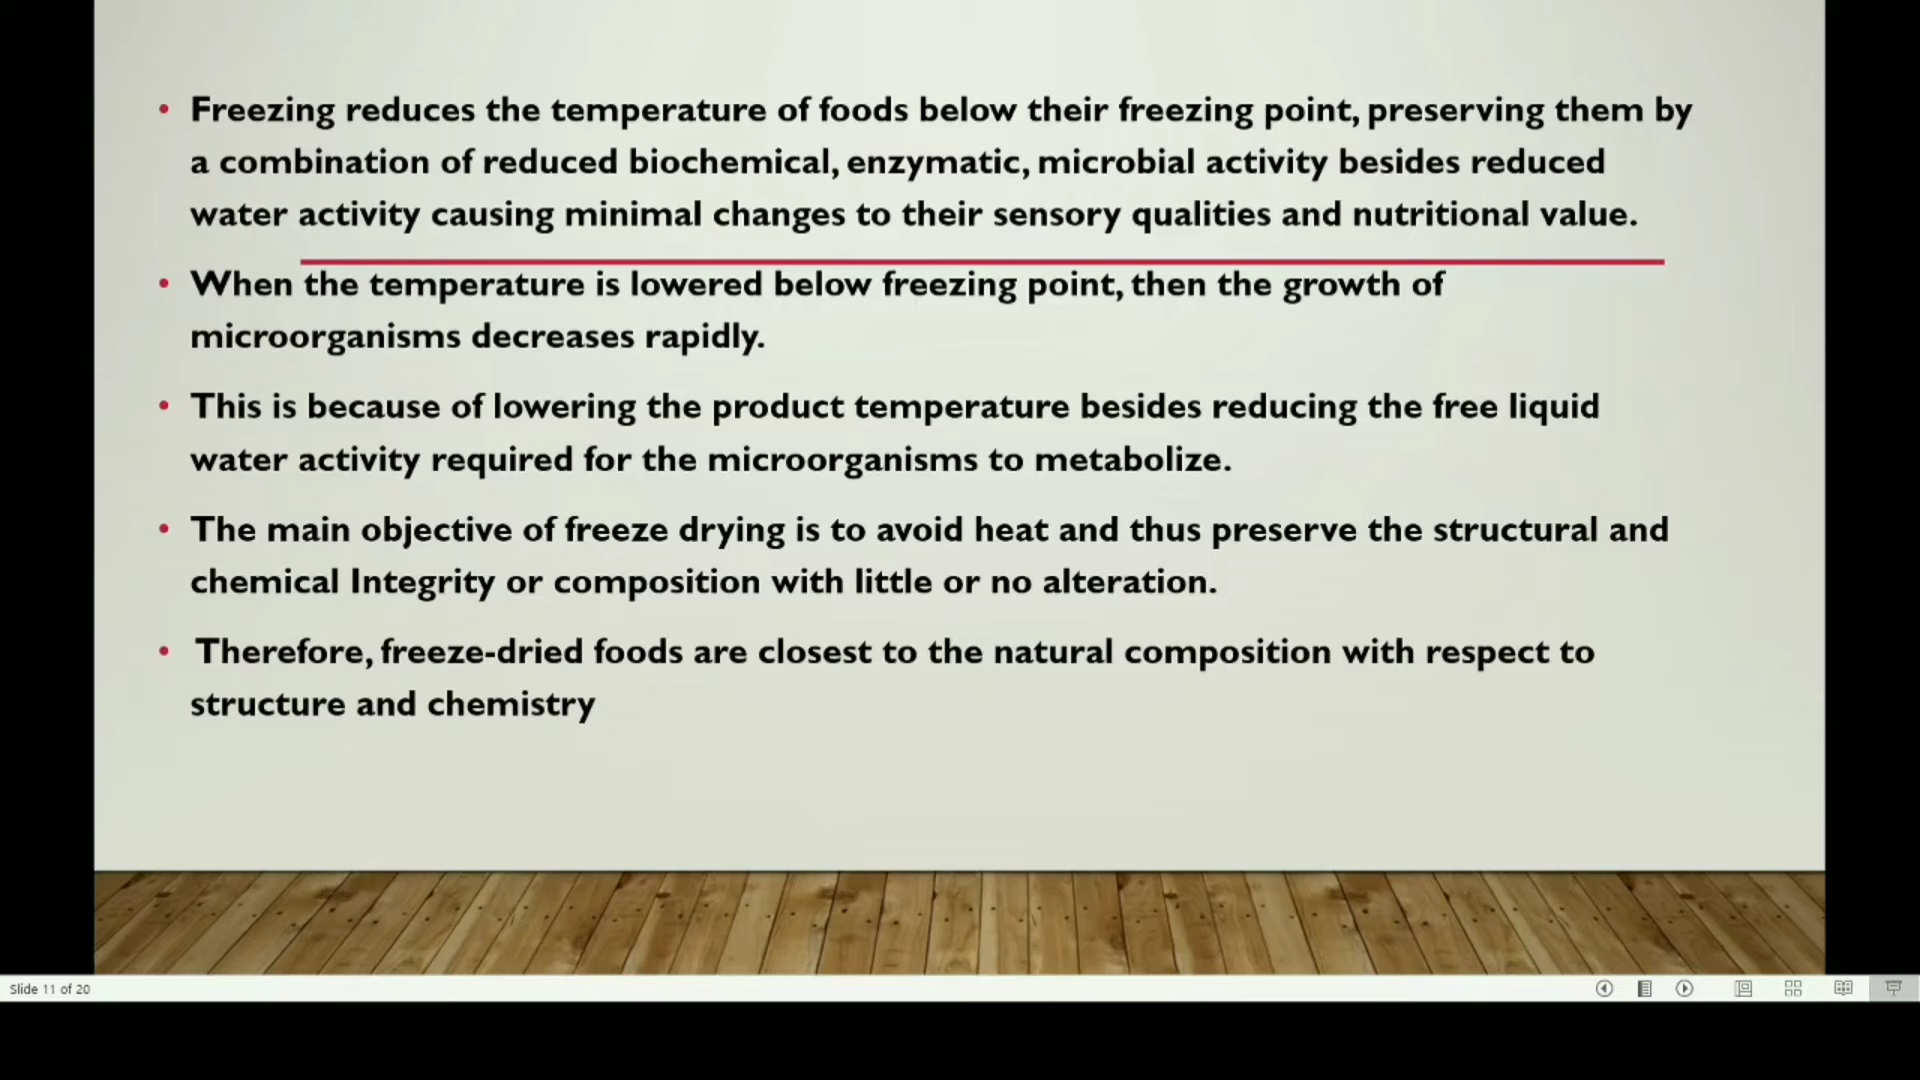 • Freezing reduces the temperature of foods below their freezing point, preserving them by
a combination of reduced biochemical, enzymatic, microbial activity besides reduced
water activity causing minimal changes to their sensory qualities and nutritional value.
• When the temperature is lowered below freezing point, then the growth of
microorganisms decreases rapidly.
• This is because of lowering the product temperature besides reducing the free liquid
water activity required for the microorganisms to metabolize.
• The main objective of freeze drying is to avoid heat and thus preserve the structural and
chemical Integrity or composition with little or no alteration.
• Therefore, freeze-dried foods are closest to the natural composition with respect to
structure and chemistry
Slide 11 of 20